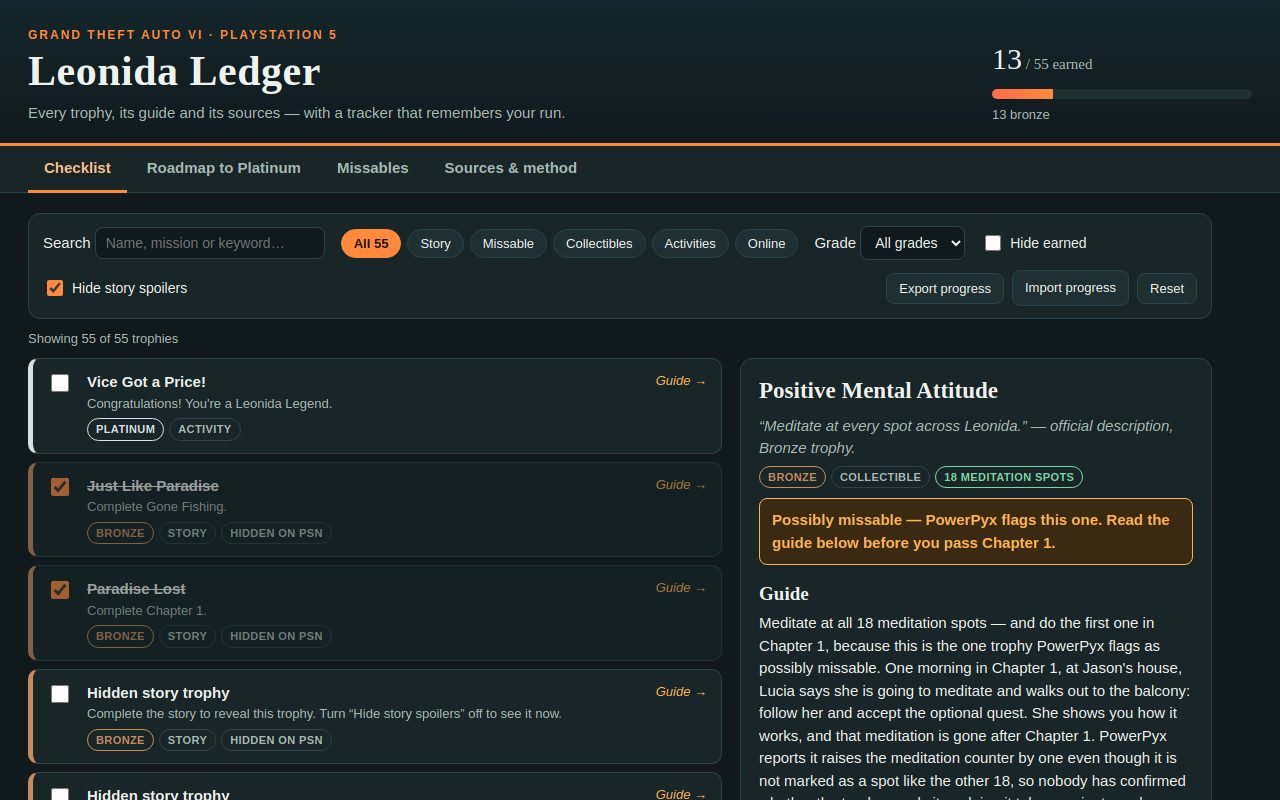 GRAND THEFT AUTO VI · PLAYSTATION 5
Leonida Ledger
Every trophy, its guide and its sources — with a tracker that remembers your run.
13 / 55 earned
13 bronze
Checklist
Roadmap to Platinum
Missables
Sources & method
Search
Name, mission or keyword…
All 55
Story
Missable
Collectibles
Activities
Online
Grade
All grades
Hide earned
Hide story spoilers
Export progress
Import progress
Reset
Showing 55 of 55 trophies
Vice Got a Price!
Guide →
Congratulations! You're a Leonida Legend.
PLATINUM
ACTIVITY
Just Like Paradise
Guide →
Complete Gone Fishing.
BRONZE
STORY
HIDDEN ON PSN
Paradise Lost
Guide →
Complete Chapter 1.
BRONZE
STORY
HIDDEN ON PSN
Hidden story trophy
Guide →
Complete the story to reveal this trophy. Turn “Hide story spoilers” off to see it now.
BRONZE
STORY
HIDDEN ON PSN
Hidden story trophy
Guide →
Positive Mental Attitude
“Meditate at every spot across Leonida.” — official description,
Bronze trophy.
BRONZE
COLLECTIBLE
18 MEDITATION SPOTS
Possibly missable — PowerPyx flags this one. Read the
guide below before you pass Chapter 1.
Guide
Meditate at all 18 meditation spots — and do the first one in
Chapter 1, because this is the one trophy PowerPyx flags as
possibly missable. One morning in Chapter 1, at Jason's house,
Lucia says she is going to meditate and walks out to the balcony:
follow her and accept the optional quest. She shows you how it
works, and that meditation is gone after Chapter 1. PowerPyx
reports it raises the meditation counter by one even though it is
not marked as a spot like the other 18, so nobody has confirmed